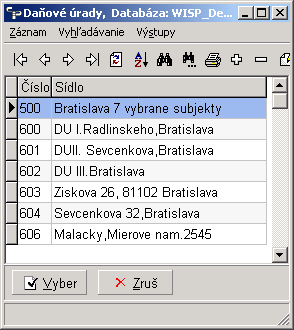 Daňové úrady, Databáza: WISP_De...
Záznam Vyhľadávanie Výstupy
Číslo Sídlo
500 Bratislava 7 vybrane subjekty
600 DU I.Radlinskeho,Bratislava
601 DUII. Sevcenkova,Bratislava
602 DU III.Bratislava
603 Ziskova 26, 81102 Bratislava
604 Sevcenkova 32,Bratislava
606 Malacky,Mierove nam.2545
Vyber Zruš